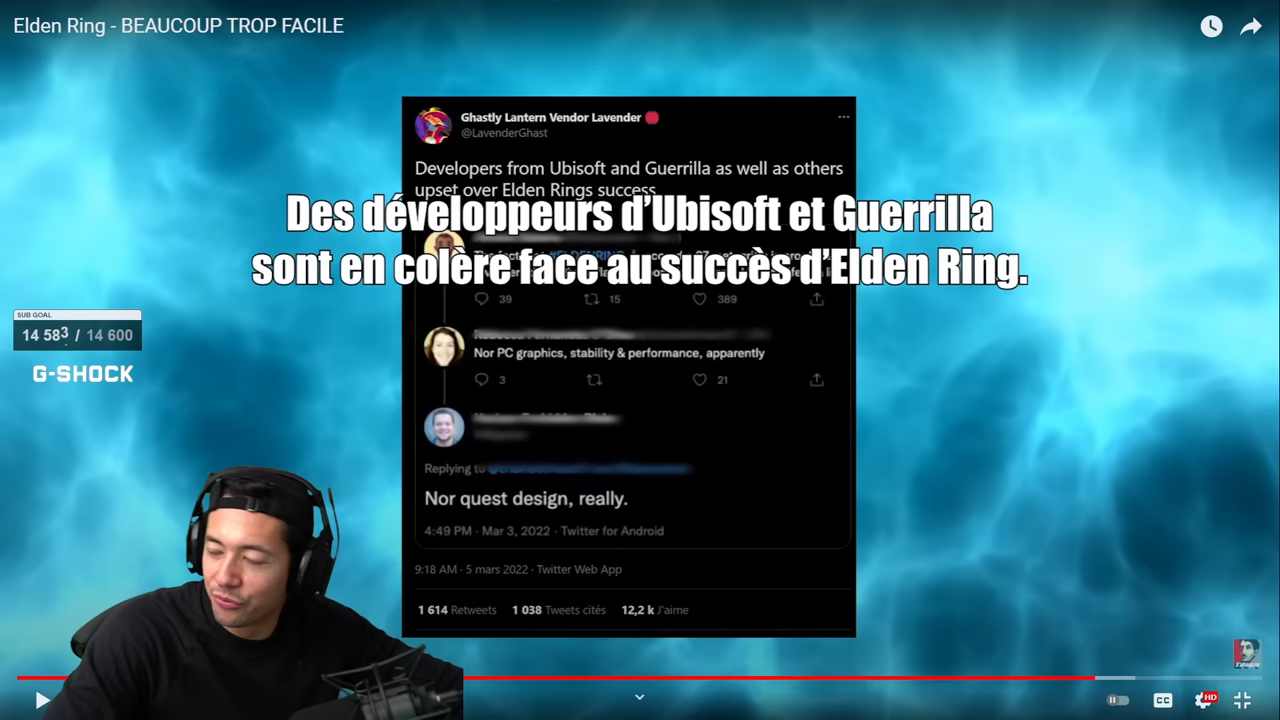 Elden Ring - BEAUCOUP TROP FACILE
Ghastly Lantern Vendor Lavender
@LavenderGhast
Developers from Ubisoft and Guerrilla as well as others
upset over Elden Rings success
Des développeurs d'Ubisoft et Guerrilla
sont en colère face au succès d'Elden Ring.
39 15 389
SUB GOAL
14 583 / 14 600
G-SHOCK
Nor PC graphics, stability & performance, apparently
3 21
Replying to
Nor quest design, really.
4:49 PM · Mar 3, 2022 · Twitter for Android
9:18 AM · 5 mars 2022 · Twitter Web App
1 614 Retweets 1 038 Tweets cités 12,2 k J'aime
CC HD